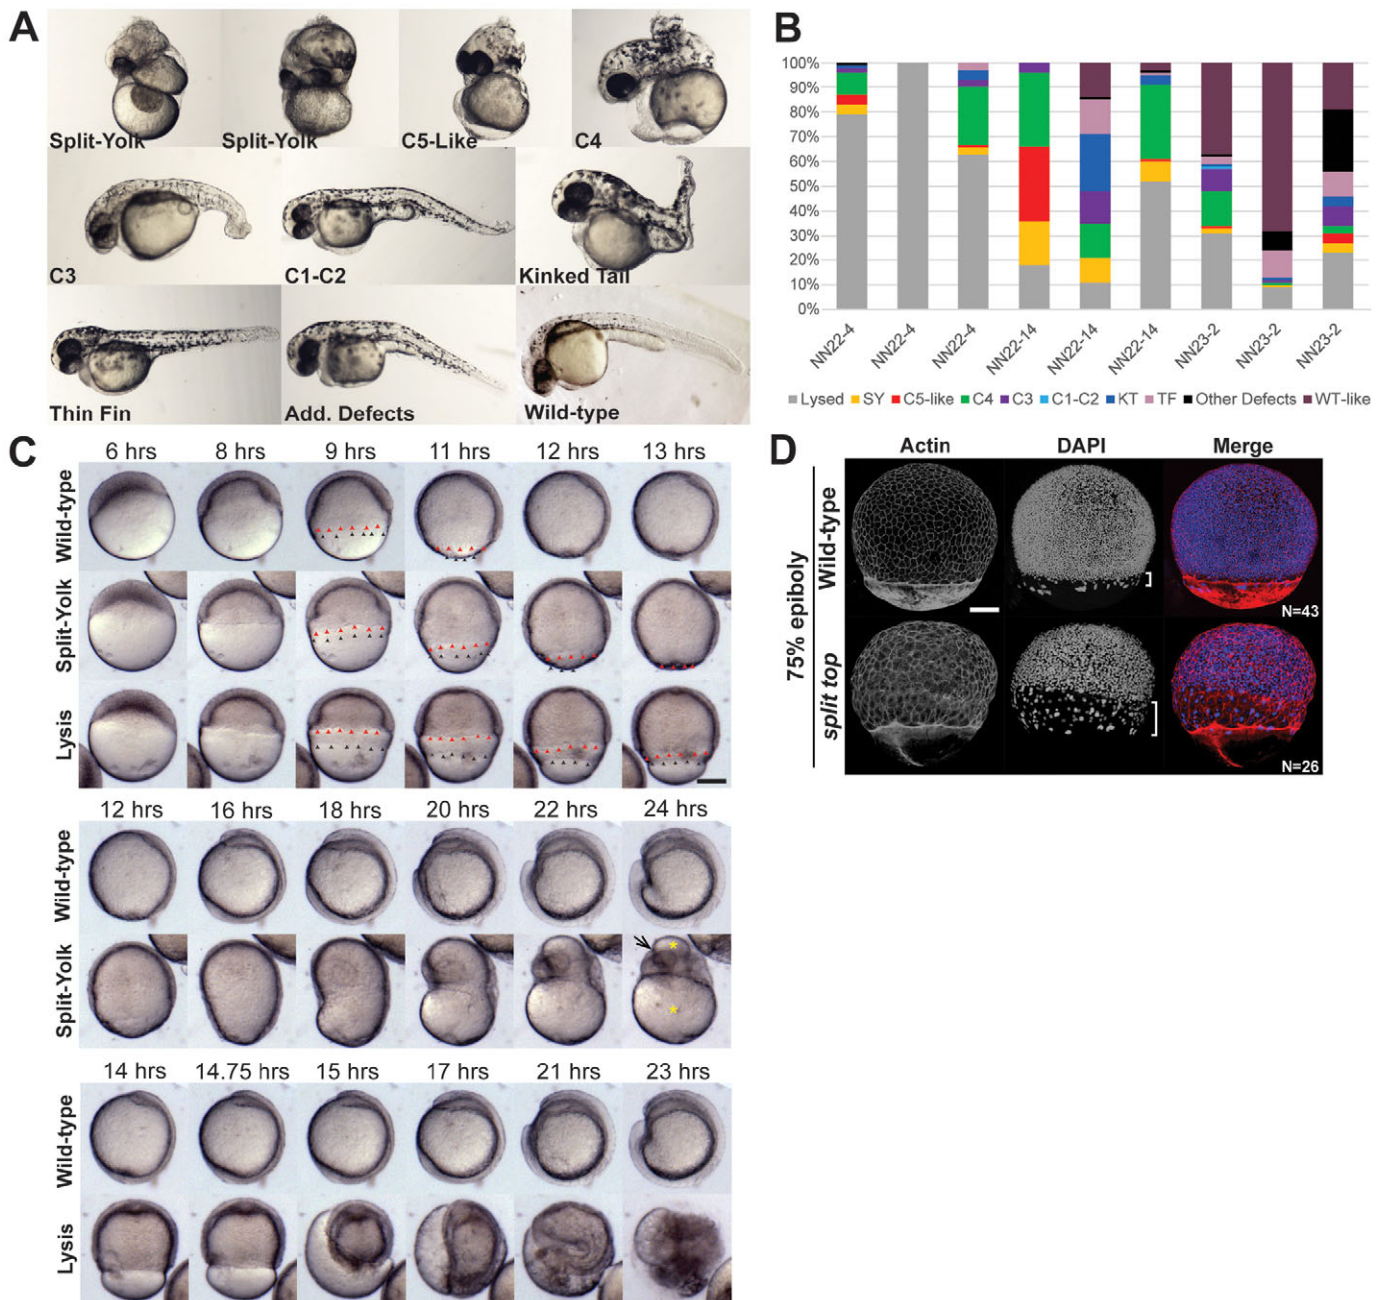 A
Split-Yolk
Split-Yolk
C5-Like
C4
C3
C1-C2
Kinked Tail
Thin Fin
Add. Defects
Wild-type
B
100%
90%
80%
70%
60%
50%
40%
30%
20%
10%
0%
NN22-4
NN22-4
NN22-4
NN22-14
NN22-14
NN22-14
NN23-2
NN23-2
NN23-2
Lysed SY C5-like C4 C3 C1-C2 KT TF Other Defects WT-like
C
6 hrs 8 hrs 9 hrs 11 hrs 12 hrs 13 hrs
Wild-type
Split-Yolk
Lysis
12 hrs 16 hrs 18 hrs 20 hrs 22 hrs 24 hrs
Wild-type
Split-Yolk
14 hrs 14.75 hrs 15 hrs 17 hrs 21 hrs 23 hrs
Wild-type
Lysis
D
Actin DAPI Merge
75% epiboly
Wild-type
N=43
split top
N=26